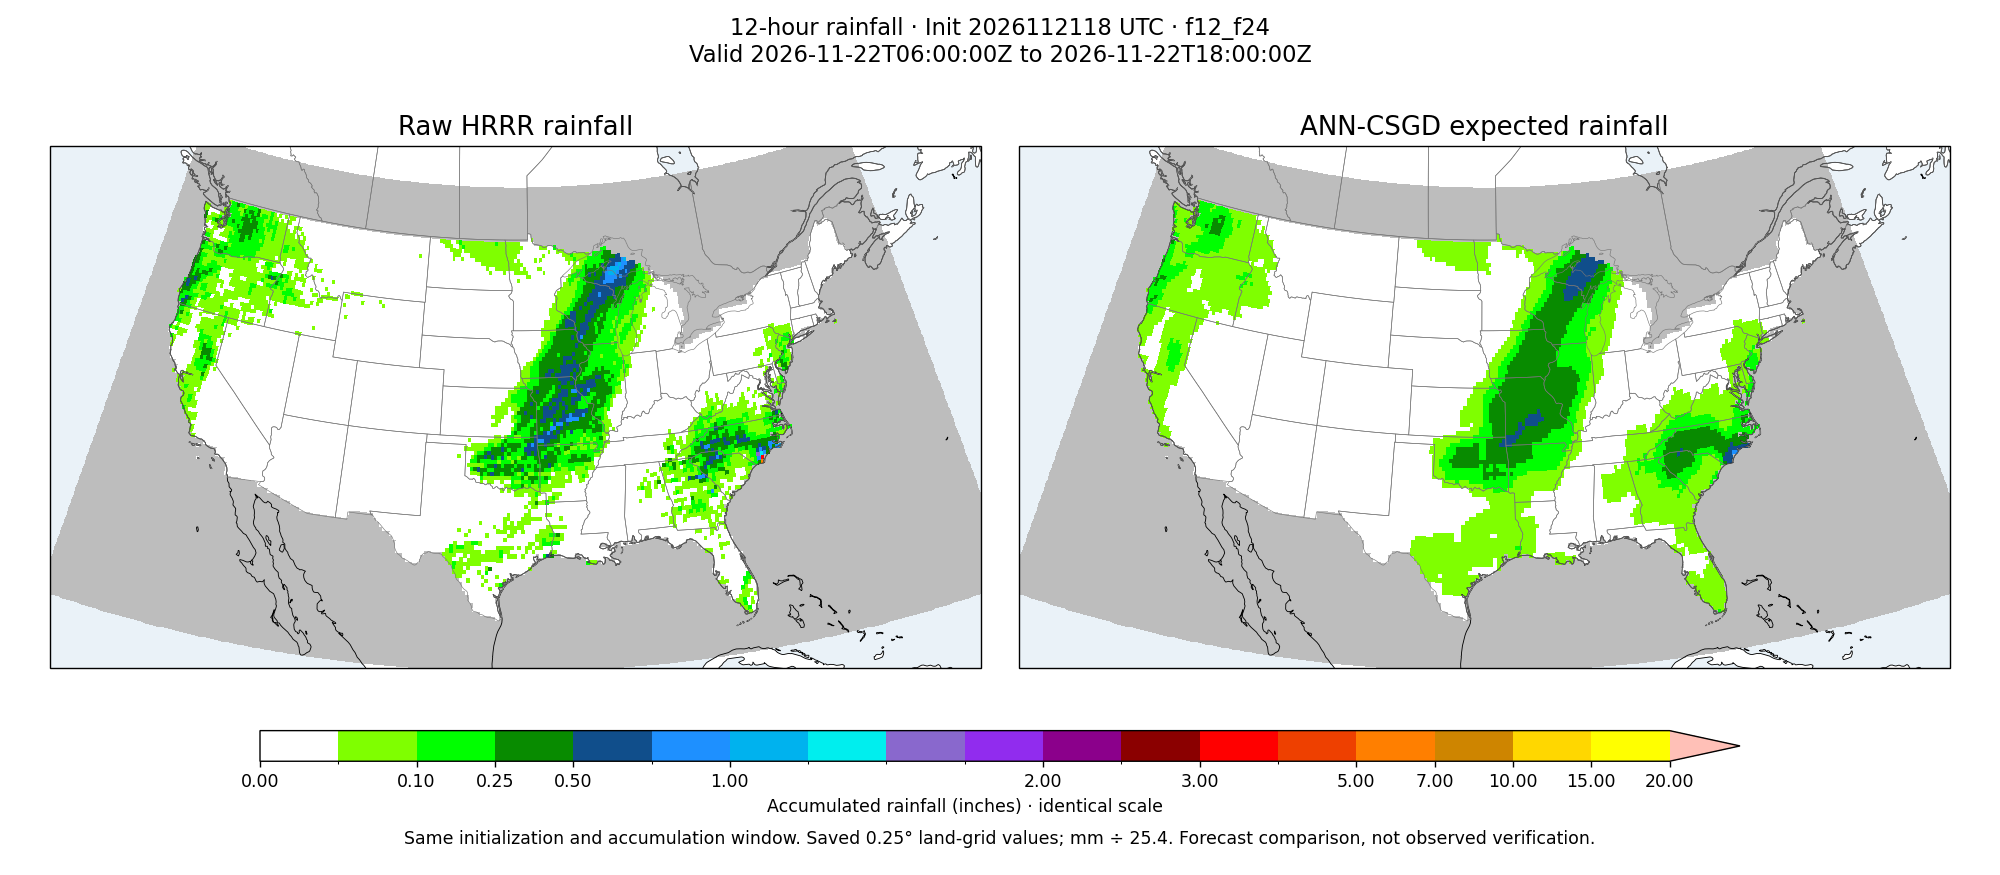 12-hour rainfall · Init 2026112118 UTC · f12_f24
Valid 2026-11-22T06:00:00Z to 2026-11-22T18:00:00Z
Raw HRRR rainfall
ANN-CSGD expected rainfall
0.00 0.10 0.25 0.50 1.00 2.00 3.00 5.00 7.00 10.00 15.00 20.00
Accumulated rainfall (inches) · identical scale
Same initialization and accumulation window. Saved 0.25° land-grid values; mm ÷ 25.4. Forecast comparison, not observed verification.